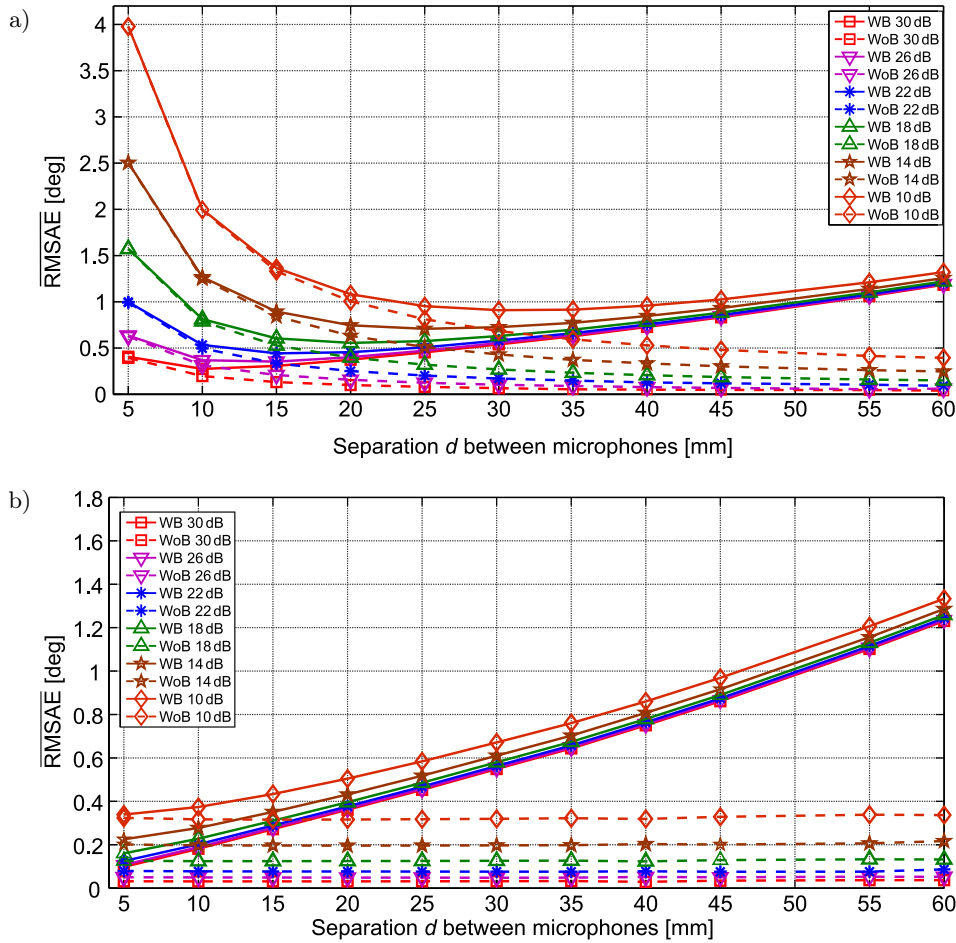 a)
4
3.5
3
2.5
2
1.5
1
0.5
0
RMSAE [deg]
WB 30 dB
WoB 30 dB
WB 26 dB
WoB 26 dB
WB 22 dB
WoB 22 dB
WB 18 dB
WoB 18 dB
WB 14 dB
WoB 14 dB
WB 10 dB
WoB 10 dB
5 10 15 20 25 30 35 40 45 50 55 60
Separation d between microphones [mm]
b)
1.8
1.6
1.4
1.2
1
0.8
0.6
0.4
0.2
0
RMSAE [deg]
WB 30 dB
WoB 30 dB
WB 26 dB
WoB 26 dB
WB 22 dB
WoB 22 dB
WB 18 dB
WoB 18 dB
WB 14 dB
WoB 14 dB
WB 10 dB
WoB 10 dB
5 10 15 20 25 30 35 40 45 50 55 60
Separation d between microphones [mm]